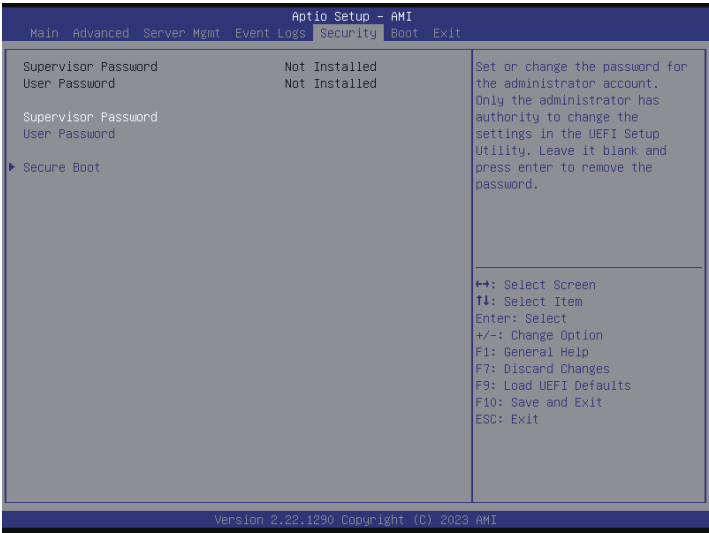 Aptio Setup – AMI
Main Advanced Server Mgmt Event Logs Security Boot Exit
Supervisor Password Not Installed
User Password Not Installed
Supervisor Password
User Password
Secure Boot
Set or change the password for
the administrator account.
Only the administrator has
authority to change the
settings in the UEFI Setup
Utility. Leave it blank and
press enter to remove the
password.
↔: Select Screen
↑↓: Select Item
Enter: Select
+/-: Change Option
F1: General Help
F7: Discard Changes
F9: Load UEFI Defaults
F10: Save and Exit
ESC: Exit
Version 2.22.1290 Copyright (C) 2023 AMI